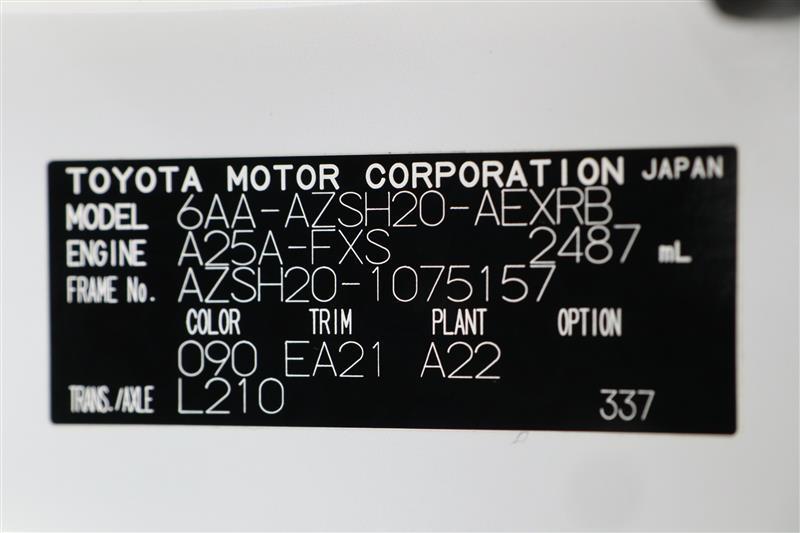 TOYOTA MOTOR CORPORATION JAPAN
MODEL 6AA-AZSH20-AEXRB
ENGINE A25A-FXS 2487 mL
FRAME No. AZSH20-1075157
COLOR TRIM PLANT OPTION
090 EA21 A22
TRANS./AXLE L210 337